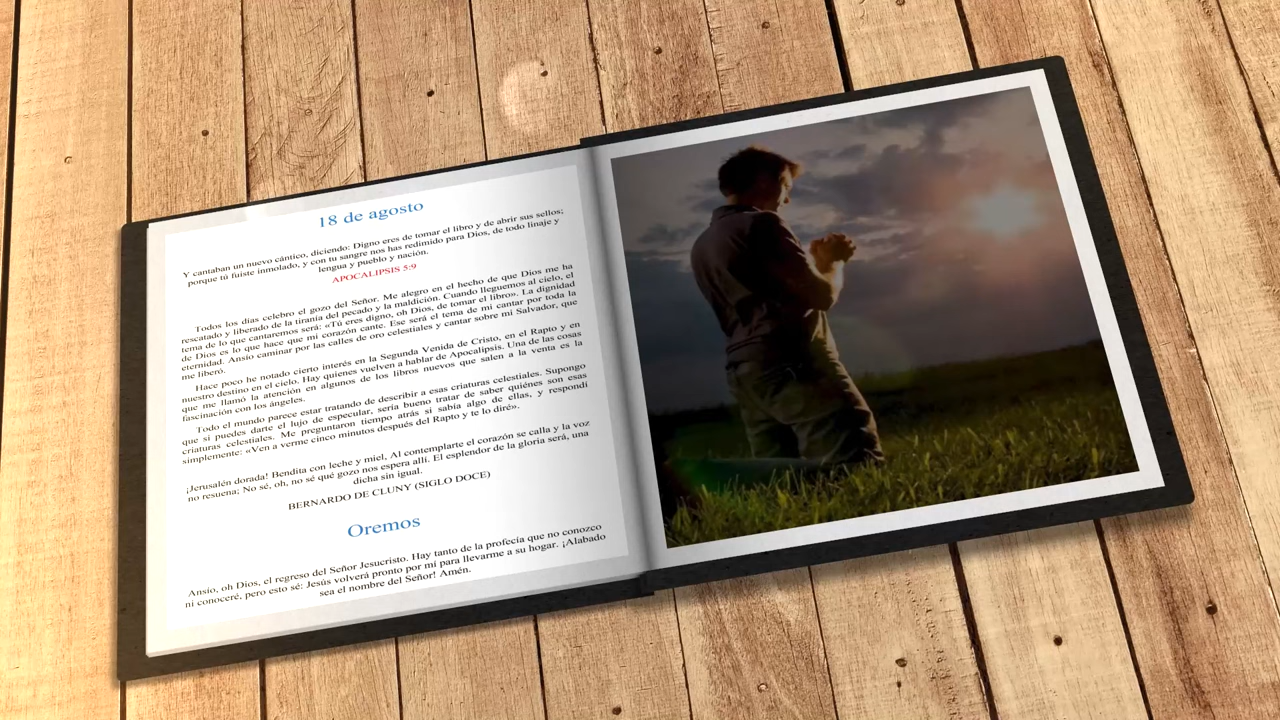 18 de agosto
Y cantaban un nuevo cántico, diciendo: Digno eres de tomar el libro y de abrir sus sellos;
porque tú fuiste inmolado, y con tu sangre nos has redimido para Dios, de todo linaje y
lengua y pueblo y nación.
APOCALIPSIS 5:9
Todos los días celebro el gozo del Señor. Me alegro en el hecho de que Dios me ha
rescatado y liberado de la tiranía del pecado y la maldición. Cuando lleguemos al cielo, el
tema de lo que cantaremos será: «Tú eres digno, oh Dios, de tomar el libro». La dignidad
de Dios es lo que hace que mi corazón cante. Ese será el tema de mi cantar por toda la
eternidad. Ansío caminar por las calles de oro celestiales y cantar sobre mi Salvador, que
me liberó.
Hace poco he notado cierto interés en la Segunda Venida de Cristo, en el Rapto y en
nuestro destino en el cielo. Hay quienes vuelven a hablar de Apocalipsis. Una de las cosas
que me llamó la atención en algunos de los libros nuevos que salen a la venta es la
fascinación con los ángeles.
Todo el mundo parece estar tratando de describir a esas criaturas celestiales. Supongo
que si puedes darte el lujo de especular, sería bueno tratar de saber quiénes son esas
criaturas celestiales. Me preguntaron tiempo atrás si sabía algo de ellas, y respondí
simplemente: «Ven a verme cinco minutos después del Rapto y te lo diré».
¡Jerusalén dorada! Bendita con leche y miel, Al contemplarte el corazón se calla y la voz
no resuena; No sé, oh, no sé qué gozo nos espera allí. El esplendor de la gloria será, una
dicha sin igual.
BERNARDO DE CLUNY (SIGLO DOCE)
Oremos
Ansío, oh Dios, el regreso del Señor Jesucristo. Hay tanto de la profecía que no conozco
ni conoceré, pero esto sé: Jesús volverá pronto por mí para llevarme a su hogar. ¡Alabado
sea el nombre del Señor! Amén.